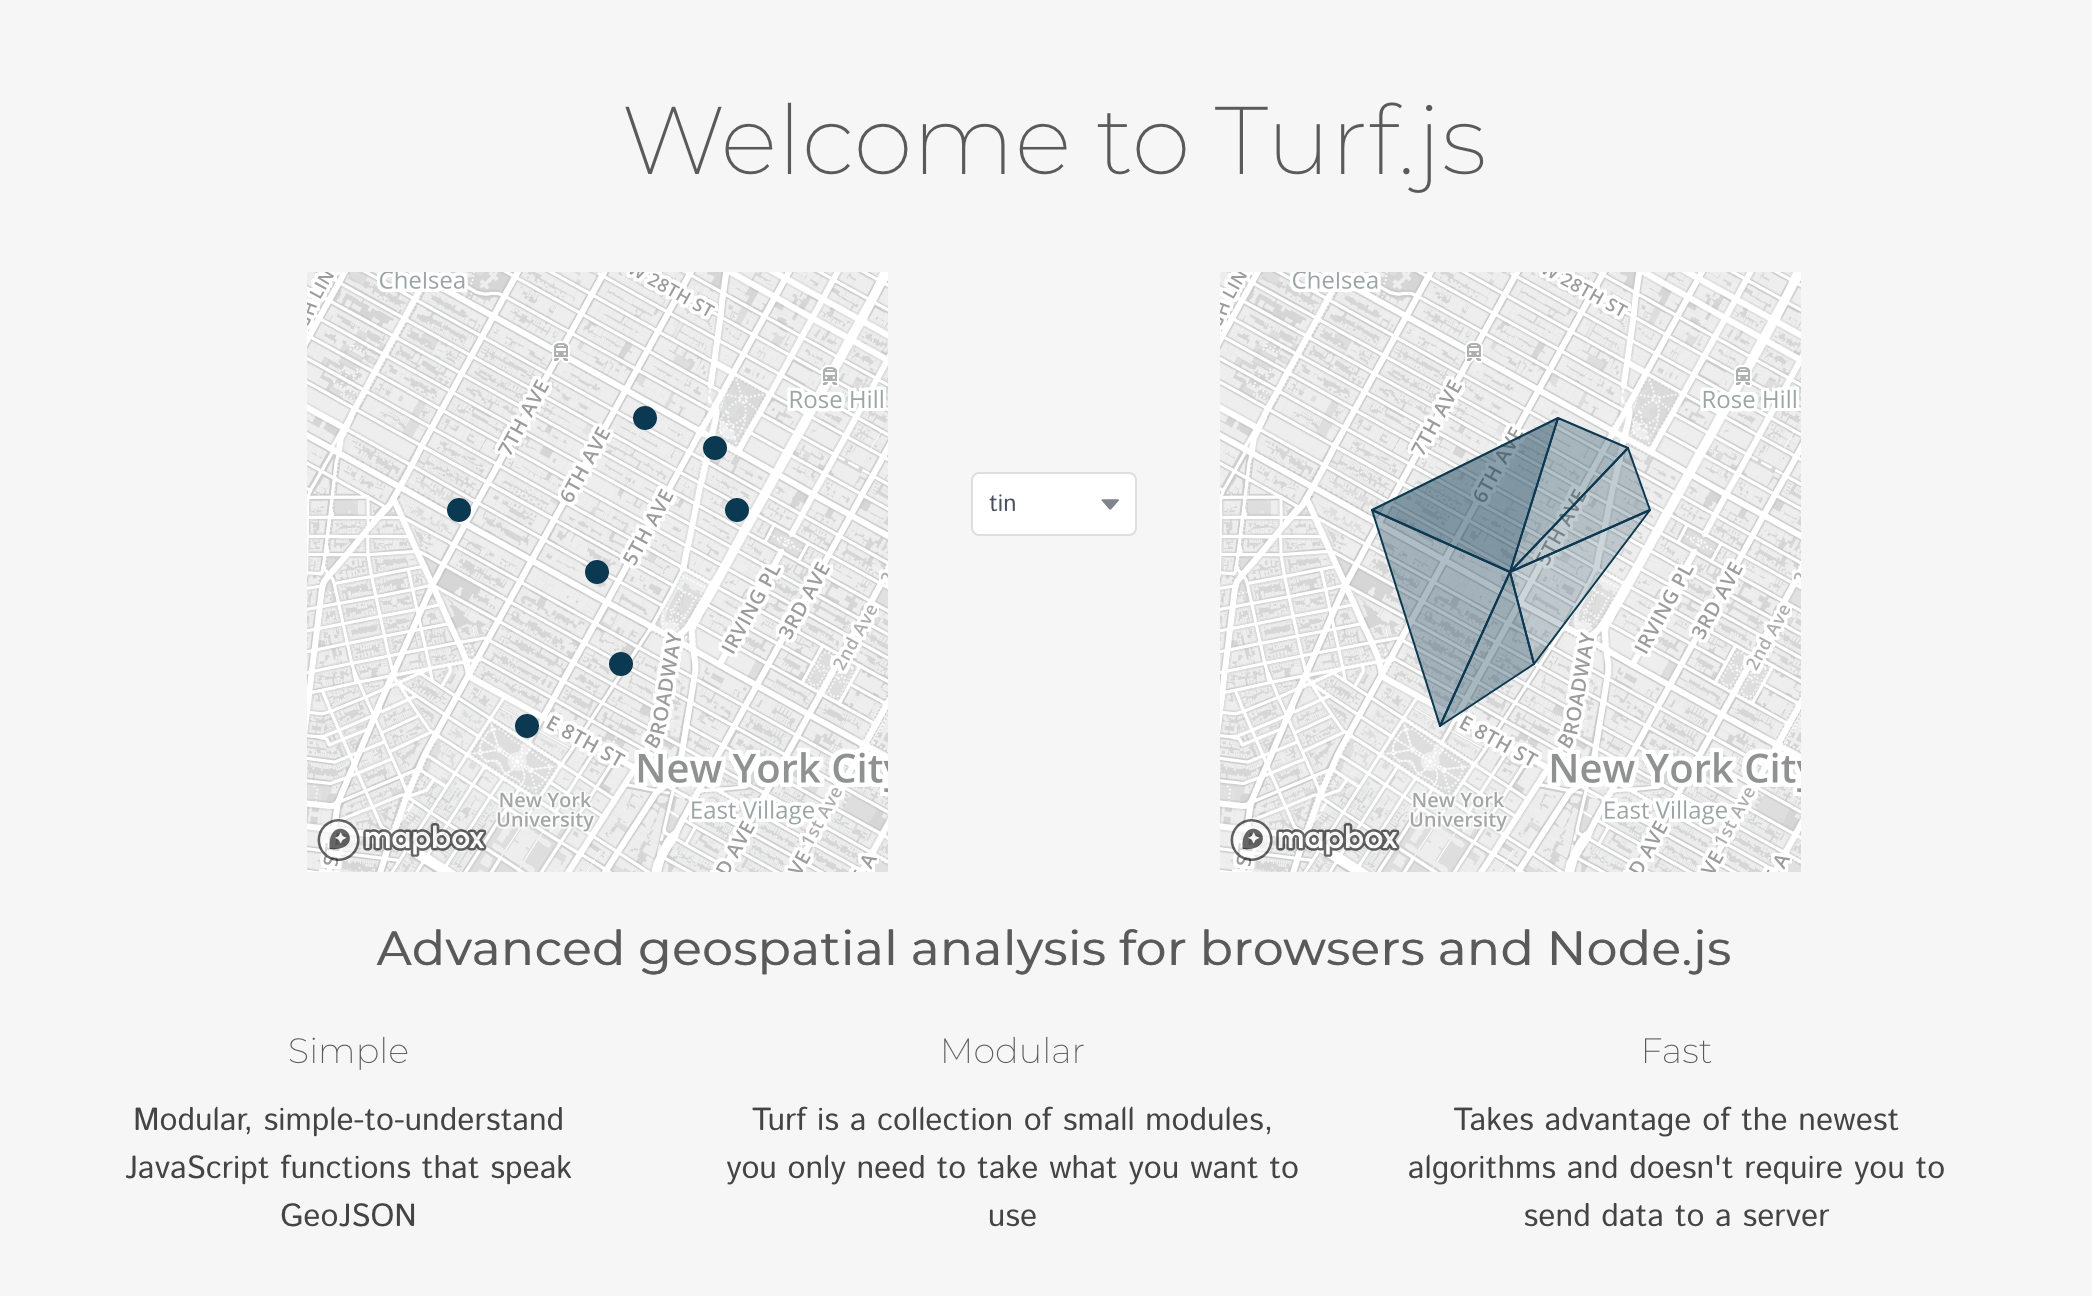 Welcome to Turf.js
Chelsea
W 28TH ST
Rose Hill
7TH AVE
6TH AVE
5TH AVE
IRVING PL
3RD AVE
2nd Ave
BROADWAY
E 8TH ST
New York City
New York
University
East Village
1st Ave
mapbox
tin
Chelsea
W 28TH ST
Rose Hill
7TH AVE
6TH AVE
5TH AVE
IRVING PL
3RD AVE
2nd Ave
BROADWAY
E 8TH ST
New York City
New York
University
East Village
1st Ave
mapbox
Advanced geospatial analysis for browsers and Node.js
Simple
Modular, simple-to-understand
JavaScript functions that speak
GeoJSON
Modular
Turf is a collection of small modules,
you only need to take what you want to
use
Fast
Takes advantage of the newest
algorithms and doesn't require you to
send data to a server